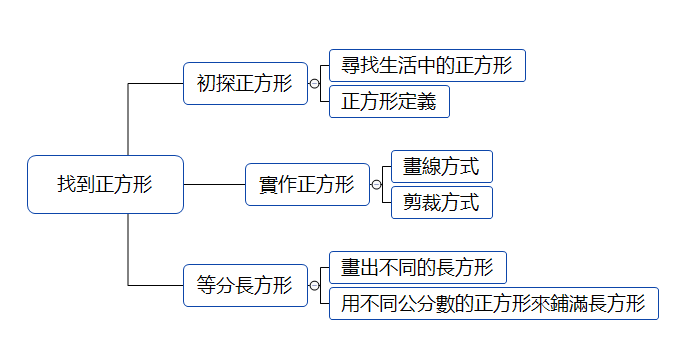 找到正方形
初探正方形
尋找生活中的正方形
正方形定義
實作正方形
畫線方式
剪裁方式
等分長方形
畫出不同的長方形
用不同公分數的正方形來鋪滿長方形